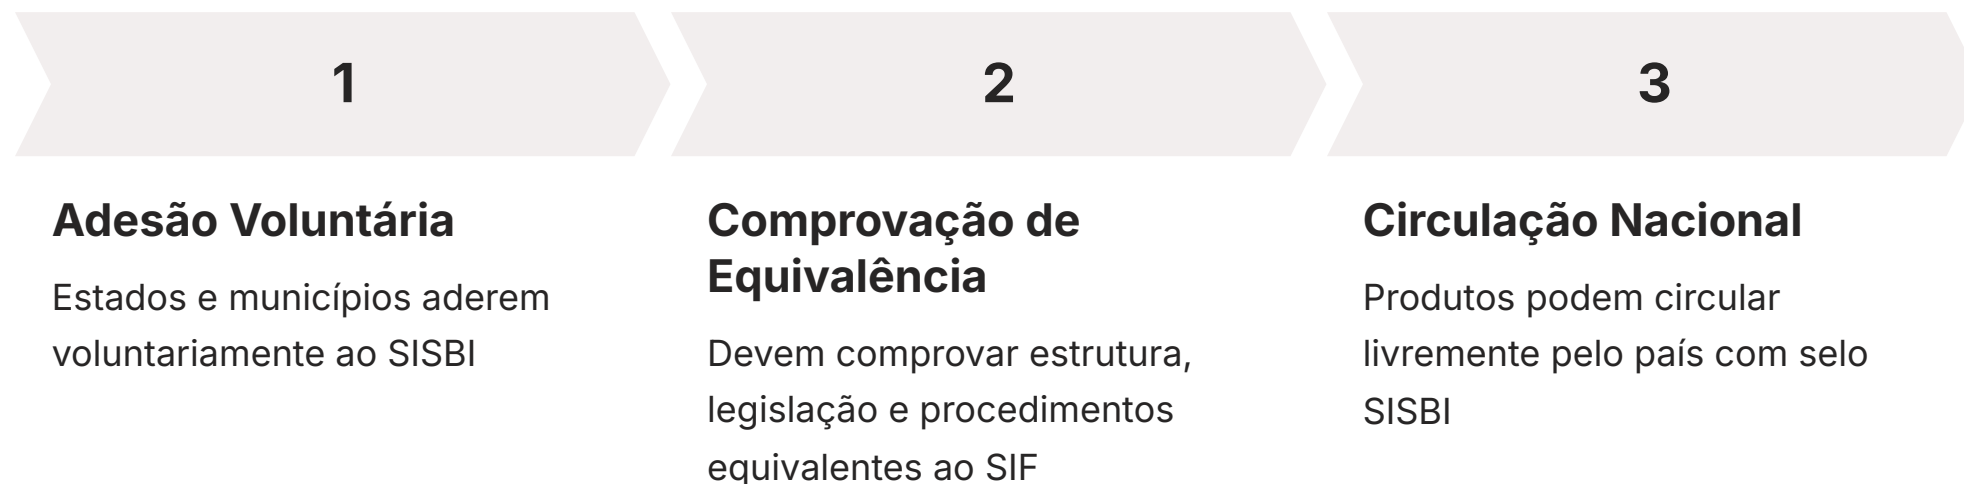 1
Adesão Voluntária
Estados e municípios aderem
voluntariamente ao SISBI
2
Comprovação de
Equivalência
Devem comprovar estrutura,
legislação e procedimentos
equivalentes ao SIF
3
Circulação Nacional
Produtos podem circular
livremente pelo país com selo
SISBI